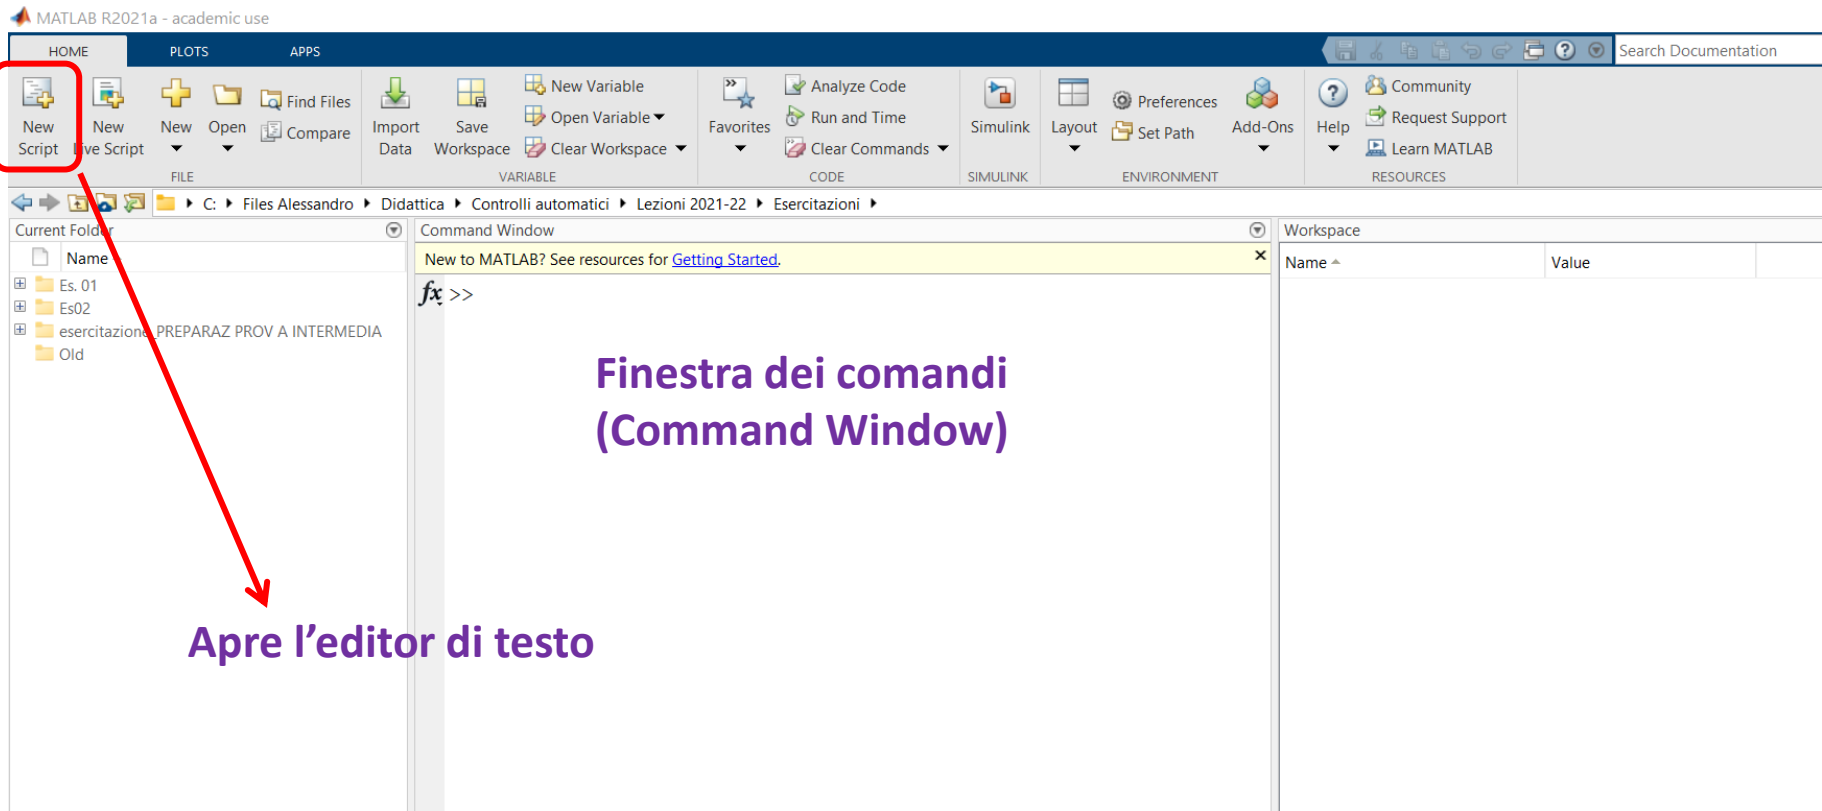 MATLAB R2021a - academic use
HOME PLOTS APPS Search Documentation
New Script
New Live Script
New
Open
Find Files
Compare
FILE
Import Data
Save Workspace
New Variable
Open Variable
Clear Workspace
VARIABLE
Favorites
Analyze Code
Run and Time
Clear Commands
CODE
Simulink
SIMULINK
Layout
Preferences
Set Path
Add-Ons
ENVIRONMENT
Help
Community
Request Support
Learn MATLAB
RESOURCES
C: Files Alessandro Didattica Controlli automatici Lezioni 2021-22 Esercitazioni
Current Folder
Name
Es. 01
Es02
esercitazione_PREPARAZ PROV A INTERMEDIA
Old
Command Window
New to MATLAB? See resources for Getting Started.
fx >>
Finestra dei comandi
(Command Window)
Apre l’editor di testo
Workspace
Name Value